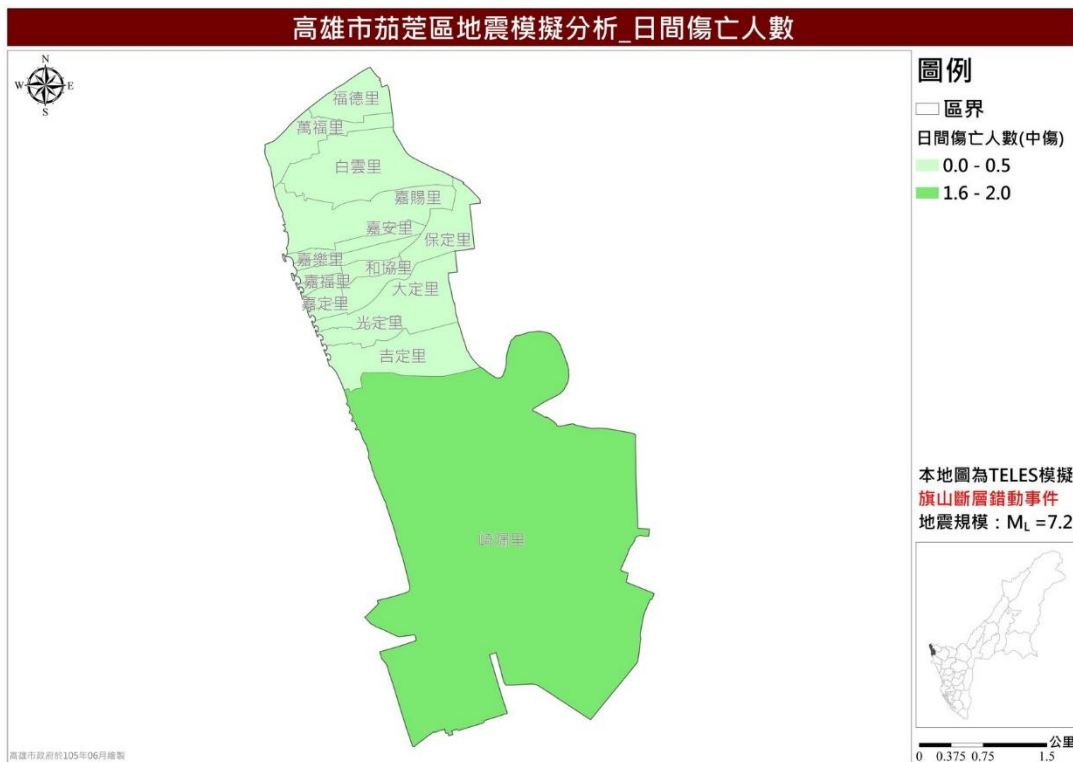 高雄市茄萣區地震模擬分析_日間傷亡人數
N
W
E
S
福德里
萬福里
白雲里
嘉賜里
嘉安里
保定里
嘉樂里
和協里
嘉福里
大定里
嘉定里
光定里
吉定里
崎漏里
圖例
區界
日間傷亡人數(中傷)
0.0 - 0.5
1.6 - 2.0
本地圖為TELES模擬
旗山斷層錯動事件
地震規模：ML =7.2
公里
0 0.375 0.75 1.5
高雄市政府於105年06月繪製